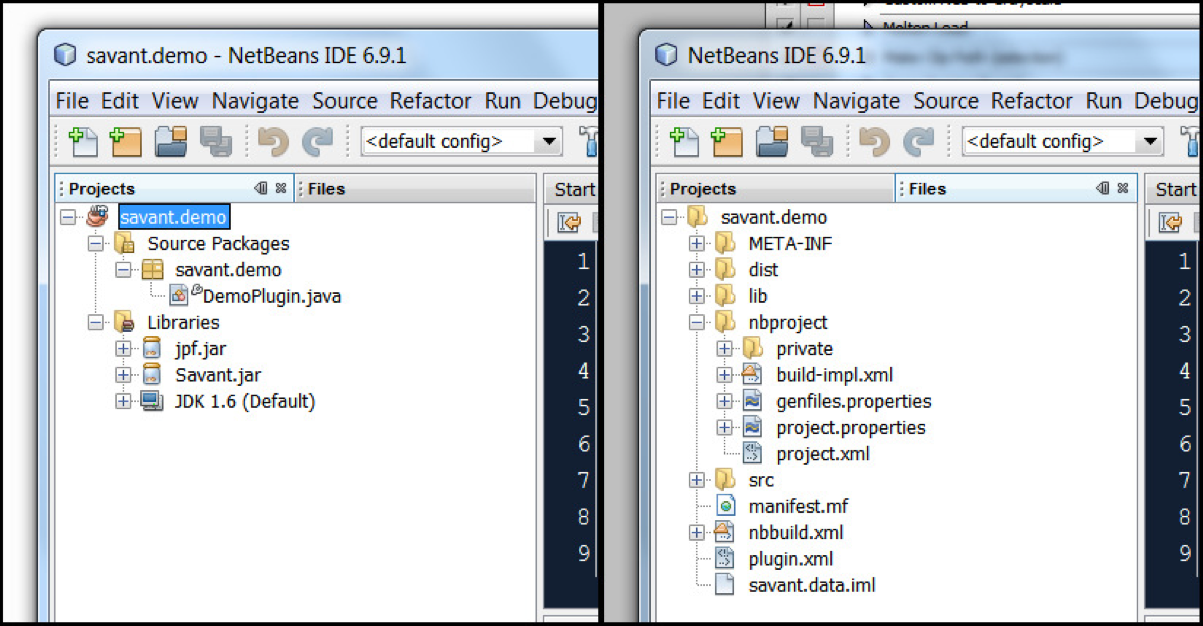 savant.demo - NetBeans IDE 6.9.1
File Edit View Navigate Source Refactor Run Debug
<default config>
Projects Files Start
savant.demo
Source Packages
savant.demo
DemoPlugin.java
Libraries
jpf.jar
Savant.jar
JDK 1.6 (Default)
1
2
3
4
5
6
7
8
9
Molten Lead
NetBeans IDE 6.9.1
File Edit View Navigate Source Refactor Run Debug
<default config>
Projects Files Start
savant.demo
META-INF
dist
lib
nbproject
private
build-impl.xml
genfiles.properties
project.properties
project.xml
src
manifest.mf
nbbuild.xml
plugin.xml
savant.data.iml
1
2
3
4
5
6
7
8
9